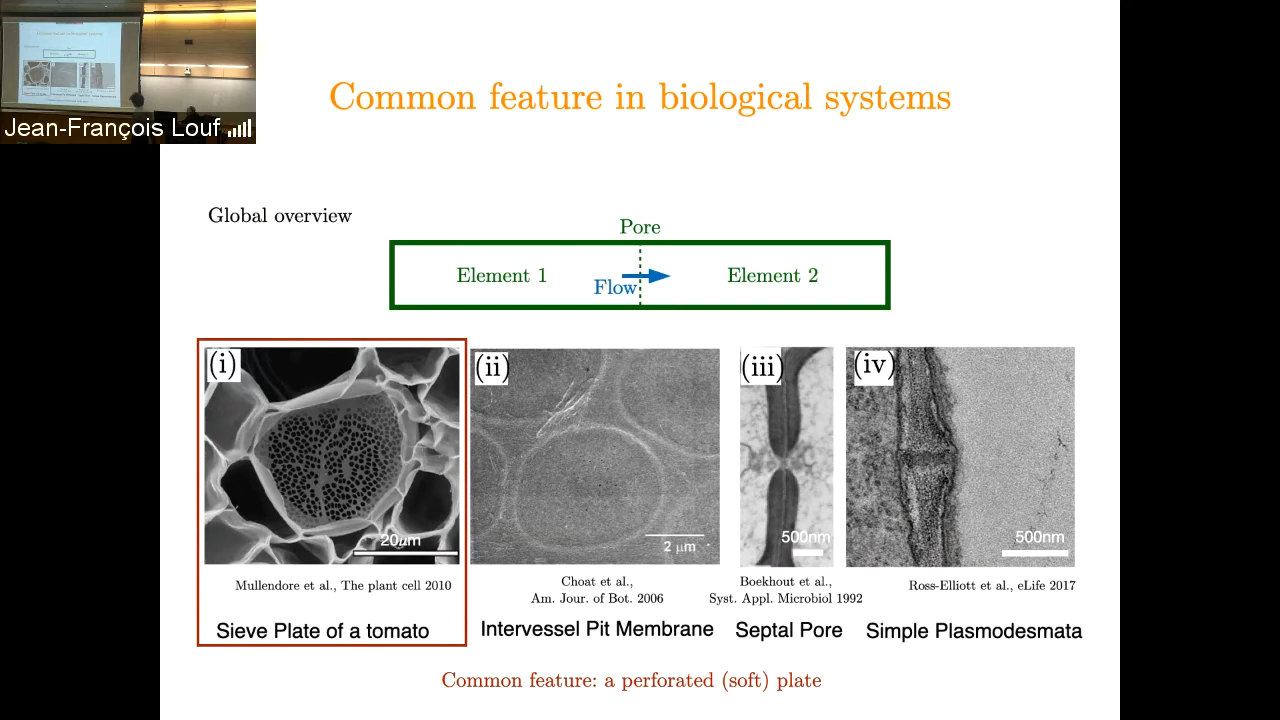 Jean-François Louf
Common feature in biological systems
Global overview
Pore
Element 1
Flow
Element 2
(i)
(ii)
(iii)
(iv)
20μm
2 μm
500nm
500nm
Mullendore et al., The plant cell 2010
Choat et al.,
Am. Jour. of Bot. 2006
Boekhout et al.,
Syst. Appl. Microbiol 1992
Ross-Elliott et al., eLife 2017
Sieve Plate of a tomato
Intervessel Pit Membrane
Septal Pore
Simple Plasmodesmata
Common feature: a perforated (soft) plate